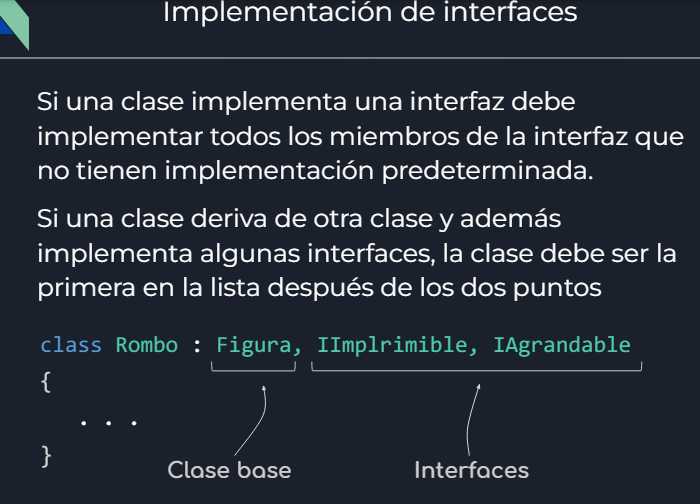 Implementación de interfaces
Si una clase implementa una interfaz debe
implementar todos los miembros de la interfaz que
no tienen implementación predeterminada.
Si una clase deriva de otra clase y además
implementa algunas interfaces, la clase debe ser la
primera en la lista después de los dos puntos
class Rombo : Figura, IImplrimible, IAgrandable
{
. . .
}
Clase base
Interfaces